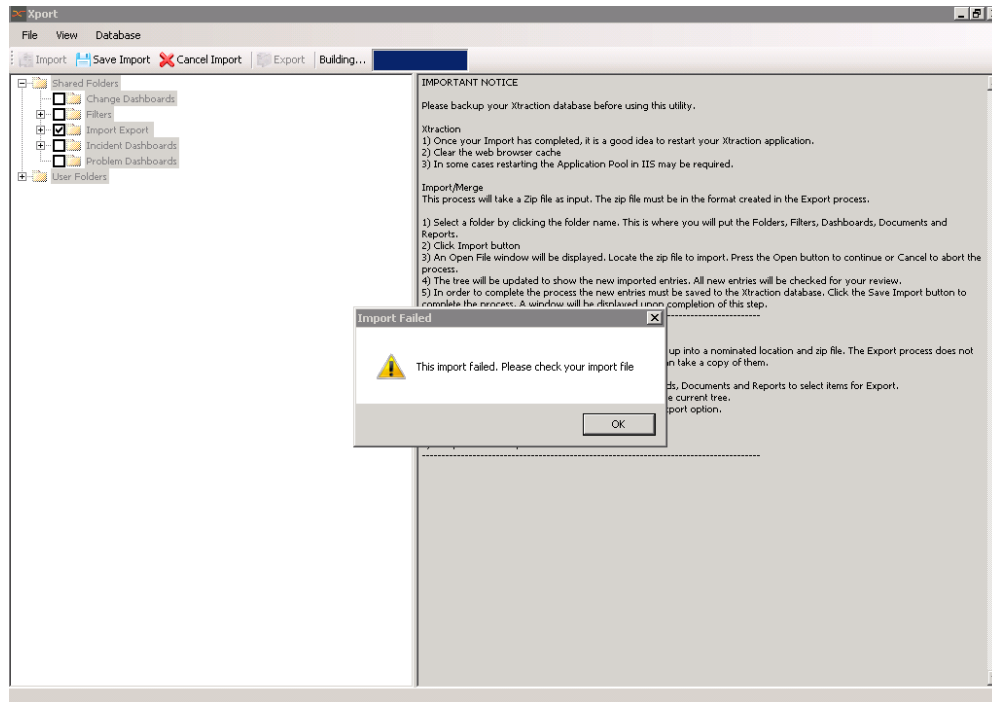 Xport
File View Database
Import Save Import Cancel Import Export Building...
Shared Folders
Change Dashboards
Filters
Import Export
Incident Dashboards
Problem Dashboards
User Folders
IMPORTANT NOTICE
Please backup your Xtraction database before using this utility.
Xtraction
1) Once your Import has completed, it is a good idea to restart your Xtraction application.
2) Clear the web browser cache
3) In some cases restarting the Application Pool in IIS may be required.
Import/Merge
This process will take a Zip file as input. The zip file must be in the format created in the Export process.
1) Select a folder by clicking the folder name. This is where you will put the Folders, Filters, Dashboards, Documents and
Reports.
2) Click Import button
3) An Open File window will be displayed. Locate the zip file to import. Press the Open button to continue or Cancel to abort the
process.
4) The tree will be updated to show the new imported entries. All new entries will be checked for your review.
5) In order to complete the process the new entries must be saved to the Xtraction database. Click the Save Import button to
complete the process. A window will be displayed upon completion of this step.
-----------------------
up into a nominated location and zip file. The Export process does not
take a copy of them.
Documents and Reports to select items for Export.
current tree.
option.
--------------------------------------------------------------------------------
Import Failed
This import failed. Please check your import file
OK